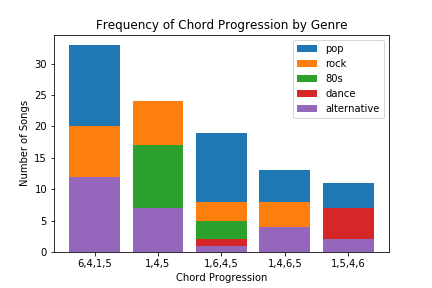 Frequency of Chord Progression by Genre
pop
rock
80s
dance
alternative
Number of Songs
30
25
20
15
10
5
0
6,4,1,5 1,4,5 1,6,4,5 1,4,6,5 1,5,4,6
Chord Progression